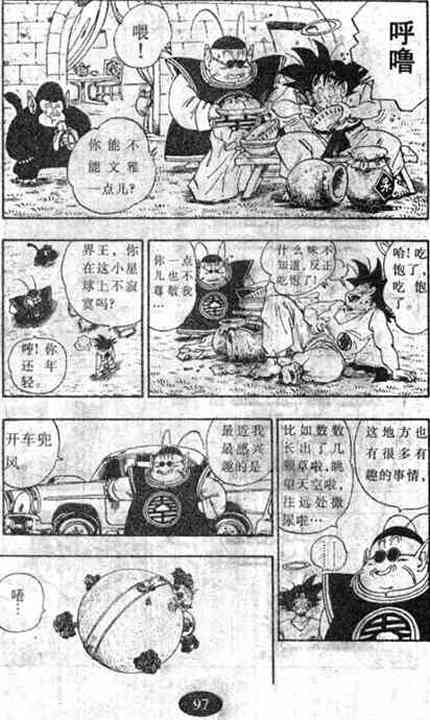 呼噜
喂!
你能不
能文雅
一点儿?
哈!吃饱了,吃饱了。
什么味不
知道,反正
吃饱了!
你一点
儿也不
尊敬我
…
界王,你
在这小星
球上不寂
寞吗?
哼!你
还年
轻。
这地方也
有很多有
趣的事情,
比如数数
长出了几
颗草啦,眺
望天空啦,
往远处撒
尿啦…
………
最近我
最感兴
趣的是
开车兜
风。
唔
…
97